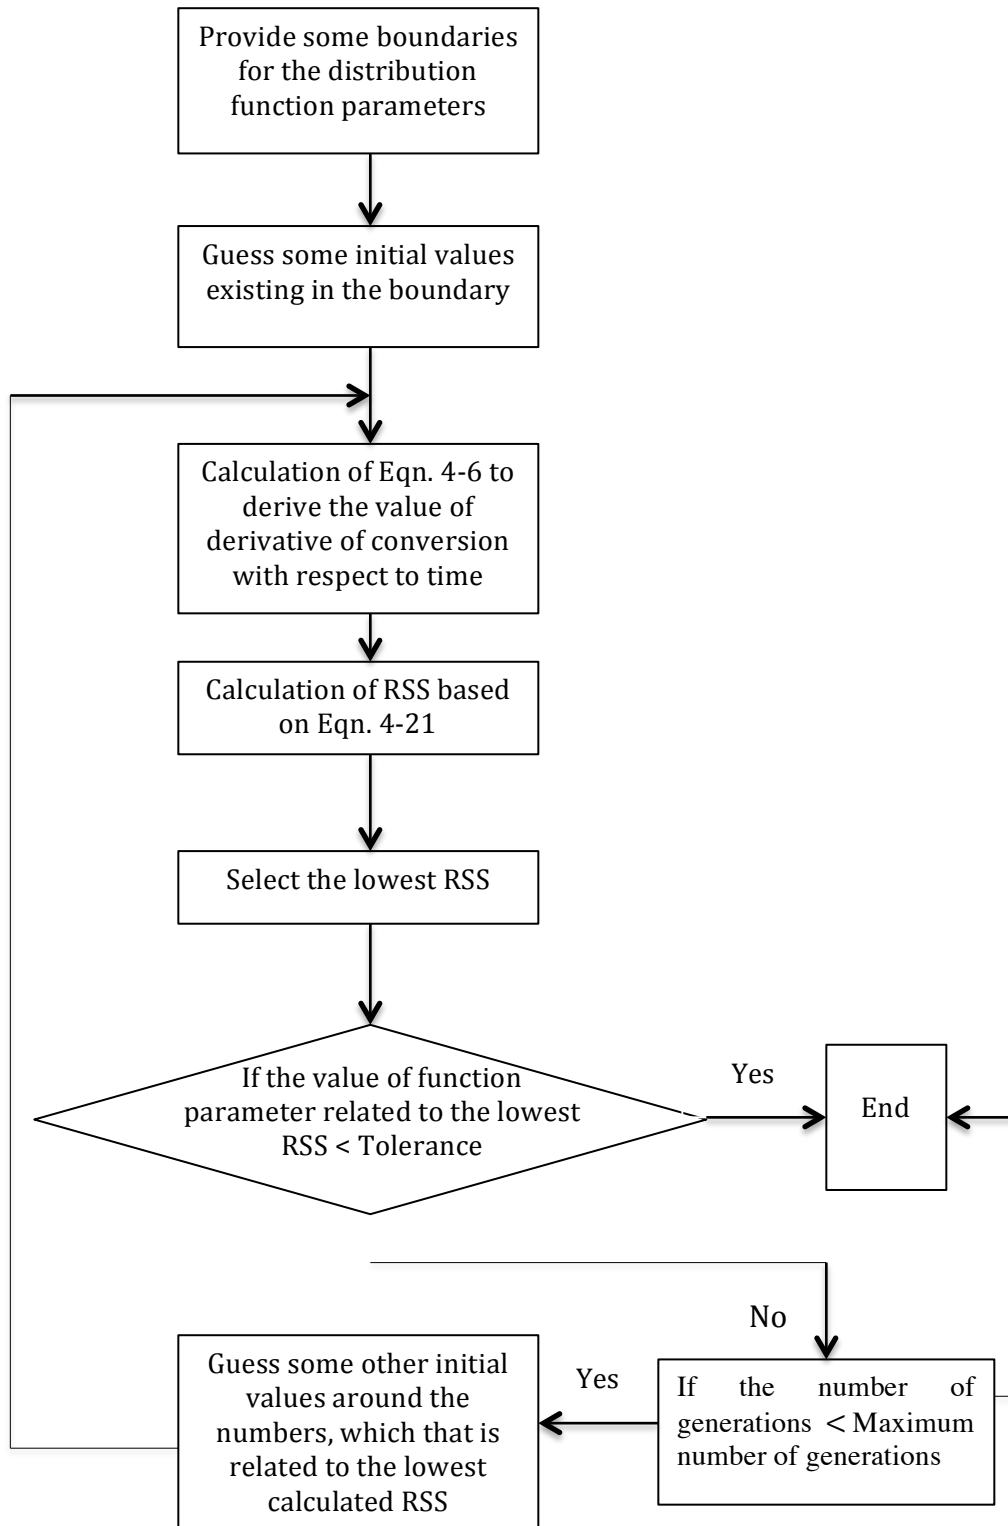 Provide some boundaries
for the distribution
function parameters
Guess some initial values
existing in the boundary
Calculation of Eqn. 4-6 to
derive the value of
derivative of conversion
with respect to time
Calculation of RSS based
on Eqn. 4-21
Select the lowest RSS
If the value of function
parameter related to the lowest
RSS < Tolerance
Yes
End
No
If the number of
generations < Maximum
number of generations
Yes
Guess some other initial
values around the
numbers, which that is
related to the lowest
calculated RSS